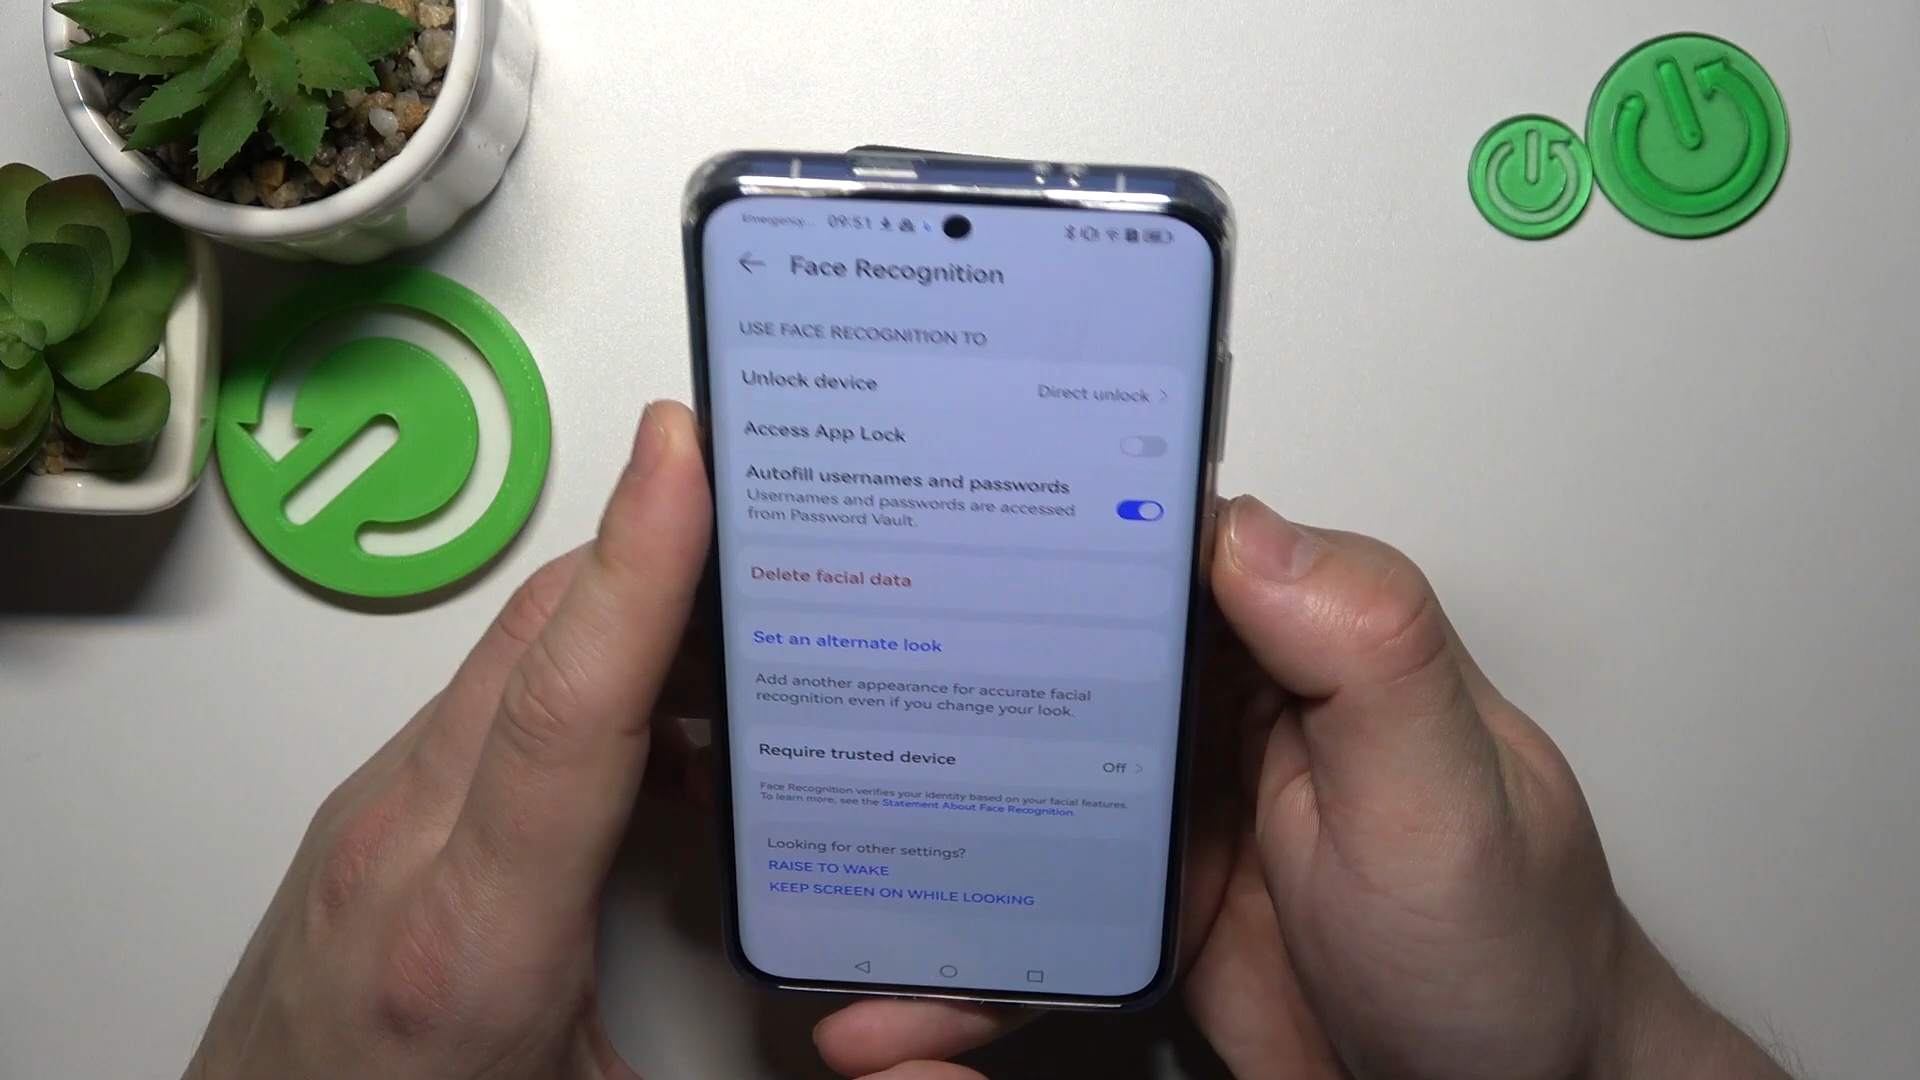 Emergency... 09:51
Face Recognition
USE FACE RECOGNITION TO
Unlock device Direct unlock
Access App Lock
Autofill usernames and passwords
Usernames and passwords are accessed
from Password Vault.
Delete facial data
Set an alternate look
Add another appearance for accurate facial
recognition even if you change your look.
Require trusted device Off
Face Recognition verifies your identity based on your facial features.
To learn more, see the Statement About Face Recognition.
Looking for other settings?
RAISE TO WAKE
KEEP SCREEN ON WHILE LOOKING